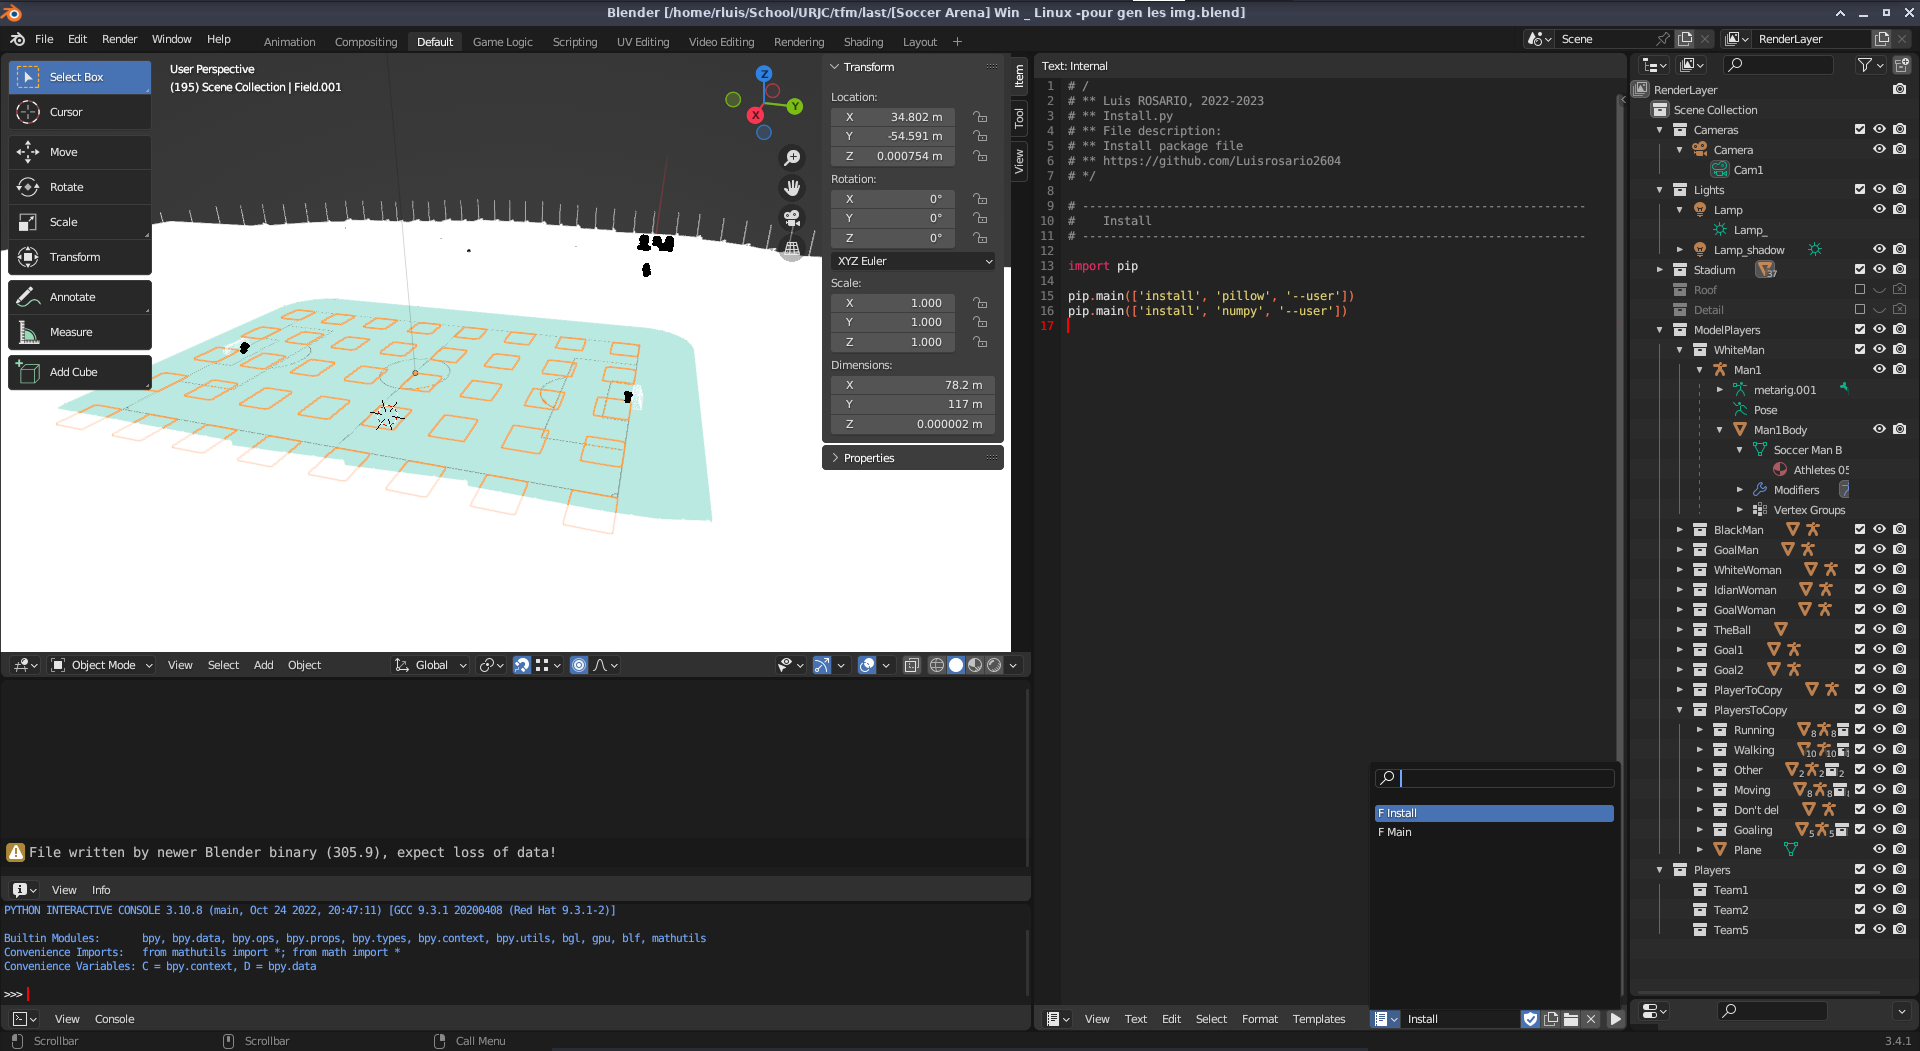 Blender [/home/rluis/School/URJC/tfm/last/[Soccer Arena] Win _ Linux -pour gen les img.blend]
File Edit Render Window Help Animation Compositing Default Game Logic Scripting UV Editing Video Editing Rendering Shading Layout + Scene RenderLayer
Select Box
Cursor
Move
Rotate
Scale
Transform
Annotate
Measure
Add Cube
User Perspective
(195) Scene Collection | Field.001
Z
Y
X
Transform
Location:
X 34.802 m
Y -54.591 m
Z 0.000754 m
Rotation:
X 0°
Y 0°
Z 0°
XYZ Euler
Scale:
X 1.000
Y 1.000
Z 1.000
Dimensions:
X 78.2 m
Y 117 m
Z 0.000002 m
Properties
Item
Tool
View
Object Mode View Select Add Object Global
File written by newer Blender binary (305.9), expect loss of data!
View Info
PYTHON INTERACTIVE CONSOLE 3.10.8 (main, Oct 24 2022, 20:47:11) [GCC 9.3.1 20200408 (Red Hat 9.3.1-2)]
Builtin Modules: bpy, bpy.data, bpy.ops, bpy.props, bpy.types, bpy.context, bpy.utils, bgl, gpu, blf, mathutils
Convenience Imports: from mathutils import *; from math import *
Convenience Variables: C = bpy.context, D = bpy.data
>>>
View Console
Scrollbar Scrollbar Call Menu
Text: Internal
1 # /
2 # ** Luis ROSARIO, 2022-2023
3 # ** Install.py
4 # ** File description:
5 # ** Install package file
6 # ** https://github.com/Luisrosario2604
7 # */
8
9 # ------------------------------------------------------------------------
10 # Install
11 # ------------------------------------------------------------------------
12
13 import pip
14
15 pip.main(['install', 'pillow', '--user'])
16 pip.main(['install', 'numpy', '--user'])
17
F Install
F Main
View Text Edit Select Format Templates Install
RenderLayer
Scene Collection
Cameras
Camera
Cam1
Lights
Lamp
Lamp_
Lamp_shadow
Stadium 37
Roof
Detail
ModelPlayers
WhiteMan
Man1
metarig.001
Pose
Man1Body
Soccer Man B
Athletes 05
Modifiers
Vertex Groups
BlackMan
GoalMan
WhiteWoman
IdianWoman
GoalWoman
TheBall
Goal1
Goal2
PlayerToCopy
PlayersToCopy
Running 8 8
Walking 10 10
Other 2 2 2
Moving 8 8
Don't del
Goaling 5 5
Plane
Players
Team1
Team2
Team5
3.4.1